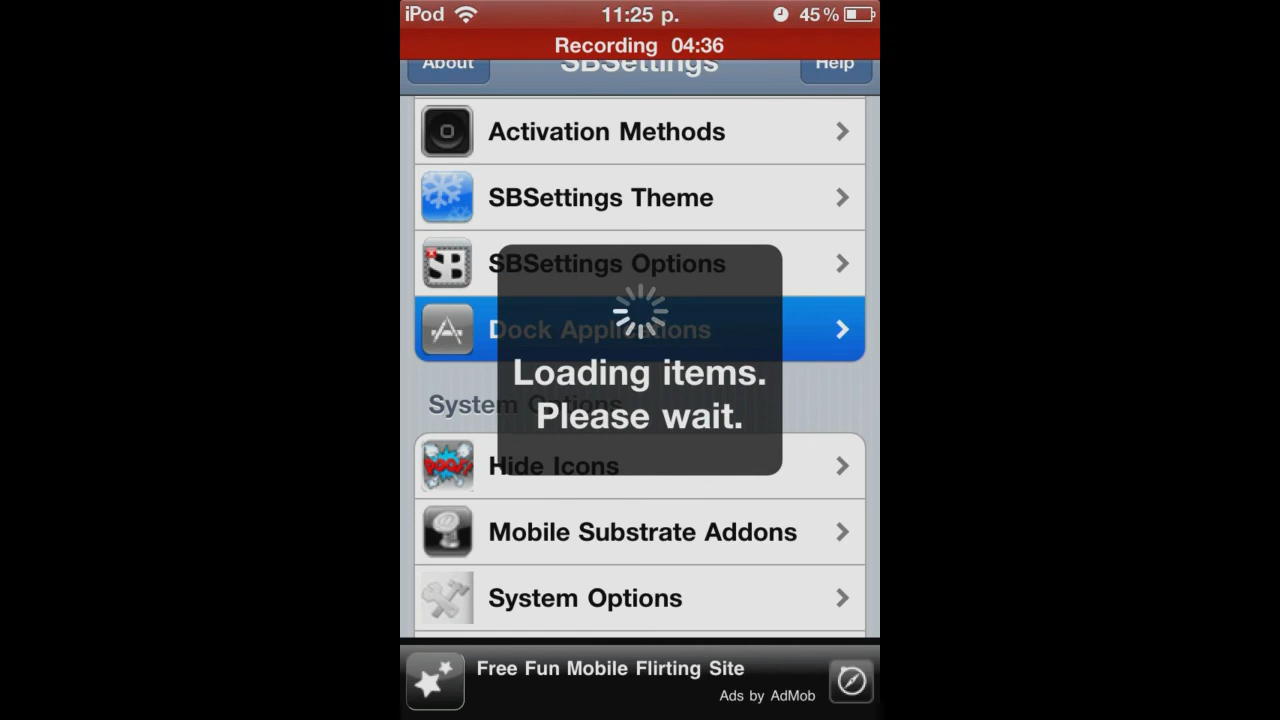 iPod 11:25 p. 45%
Recording 04:36
About SBSettings Help
Activation Methods
SBSettings Theme
SBSettings Options
Dock Applications
Loading items.
Please wait.
System Options
Hide Icons
Mobile Substrate Addons
System Options
Free Fun Mobile Flirting Site
Ads by AdMob